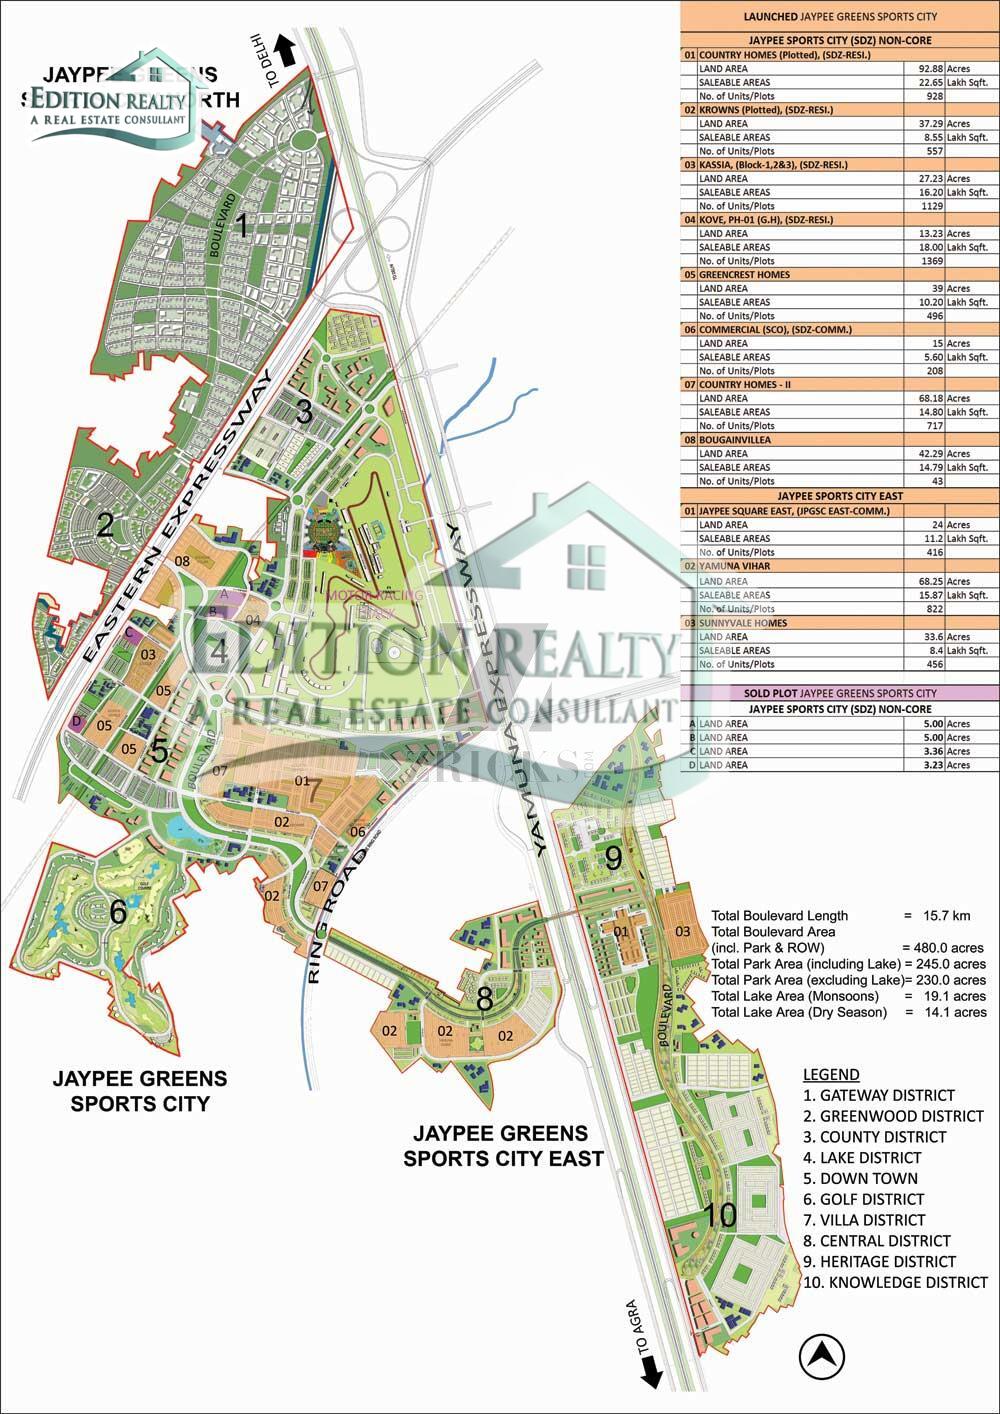 LAUNCHED JAYPEE GREENS SPORTS CITY
JAYPEE SPORTS CITY (SDZ) NON-CORE
01 COUNTRY HOMES (Plotted), (SDZ-RESI.)
LAND AREA 92.88 Acres
SALEABLE AREAS 22.65 Lakh Sqft.
No. of Units/Plots 928
02 KROWNS (Plotted), (SDZ-RESI.)
LAND AREA 37.29 Acres
SALEABLE AREAS 8.55 Lakh Sqft.
No. of Units/Plots 557
03 KASSIA, (Block-1,2&3), (SDZ-RESI.)
LAND AREA 27.23 Acres
SALEABLE AREAS 16.20 Lakh Sqft.
No. of Units/Plots 1129
04 KOVE, PH-01 (G.H), (SDZ-RESI.)
LAND AREA 13.23 Acres
SALEABLE AREAS 18.00 Lakh Sqft.
No. of Units/Plots 1369
05 GREENCREST HOMES
LAND AREA 39 Acres
SALEABLE AREAS 10.20 Lakh Sqft.
No. of Units/Plots 496
06 COMMERCIAL (SCO), (SDZ-COMM.)
LAND AREA 15 Acres
SALEABLE AREAS 5.60 Lakh Sqft.
No. of Units/Plots 208
07 COUNTRY HOMES - II
LAND AREA 68.18 Acres
SALEABLE AREAS 14.80 Lakh Sqft.
No. of Units/Plots 717
08 BOUGAINVILLEA
LAND AREA 42.29 Acres
SALEABLE AREAS 14.79 Lakh Sqft.
No. of Units/Plots 43
JAYPEE SPORTS CITY EAST
01 JAYPEE SQUARE EAST, (JPGSC EAST-COMM.)
LAND AREA 24 Acres
SALEABLE AREAS 11.2 Lakh Sqft.
No. of Units/Plots 416
02 YAMUNA VIHAR
LAND AREA 68.25 Acres
SALEABLE AREAS 15.87 Lakh Sqft.
No. of Units/Plots 822
03 SUNNYVALE HOMES
LAND AREA 33.6 Acres
SALEABLE AREAS 8.4 Lakh Sqft.
No. of Units/Plots 456
SOLD PLOT JAYPEE GREENS SPORTS CITY
JAYPEE SPORTS CITY (SDZ) NON-CORE
A LAND AREA 5.00 Acres
B LAND AREA 5.00 Acres
C LAND AREA 3.36 Acres
D LAND AREA 3.23 Acres
TO DELHI
JAYPEE GREENS
NORTH
EDITION REALTY
A REAL ESTATE CONSULTANT
BOULEVARD
1
3
2
EASTERN EXPRESSWAY
08
A
B
04
C
4
03
05
D
05
05
5
MOTOR RACING
EDITION REALTY
A REAL ESTATE CONSULTANT
YAMUNA EXPRESSWAY
BOULEVARD
07
01
7
02
06
RING ROAD
02
07
6
9
01
03
8
02
02
02
BOULEVARD
10
JAYPEE GREENS
SPORTS CITY
JAYPEE GREENS
SPORTS CITY EAST
Total Boulevard Length = 15.7 km
Total Boulevard Area
(incl. Park & ROW) = 480.0 acres
Total Park Area (including Lake) = 245.0 acres
Total Park Area (excluding Lake)= 230.0 acres
Total Lake Area (Monsoons) = 19.1 acres
Total Lake Area (Dry Season) = 14.1 acres
LEGEND
1. GATEWAY DISTRICT
2. GREENWOOD DISTRICT
3. COUNTY DISTRICT
4. LAKE DISTRICT
5. DOWN TOWN
6. GOLF DISTRICT
7. VILLA DISTRICT
8. CENTRAL DISTRICT
9. HERITAGE DISTRICT
10. KNOWLEDGE DISTRICT
TO AGRA